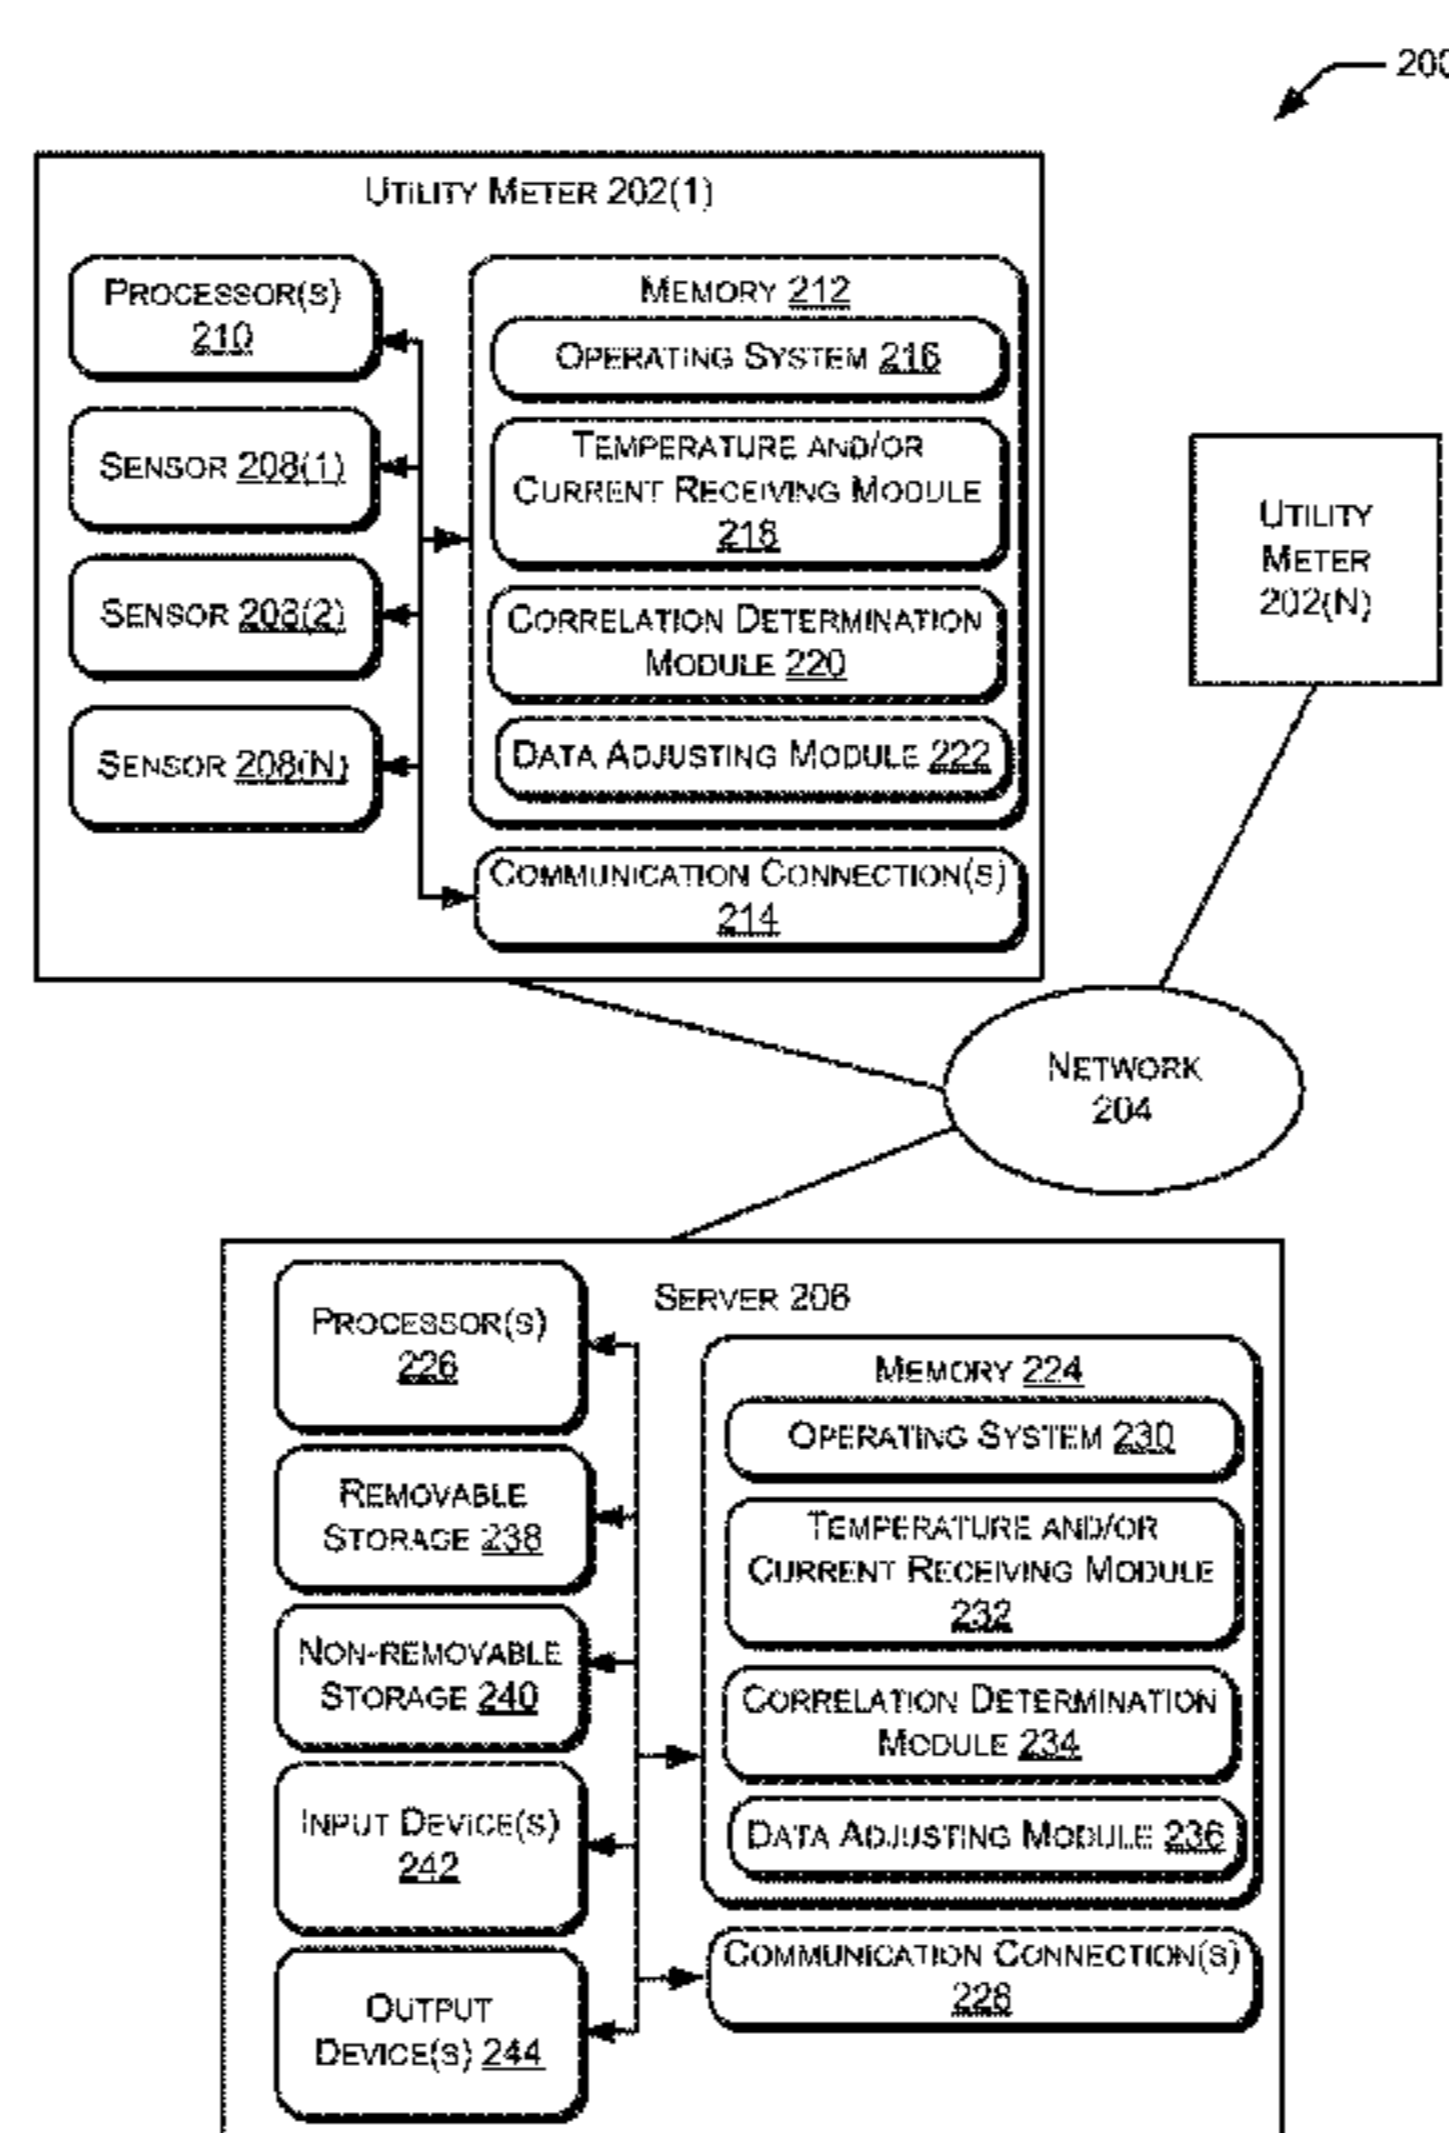 200
UTILITY METER 202(1)
PROCESSOR(S)
210
SENSOR 208(1)
SENSOR 208(2)
SENSOR 208(N)
MEMORY 212
OPERATING SYSTEM 216
TEMPERATURE AND/OR
CURRENT RECEIVING MODULE
218
CORRELATION DETERMINATION
MODULE 220
DATA ADJUSTING MODULE 222
COMMUNICATION CONNECTION(S)
214
UTILITY
METER
202(N)
NETWORK
204
SERVER 206
PROCESSOR(S)
226
REMOVABLE
STORAGE 238
NON-REMOVABLE
STORAGE 240
INPUT DEVICE(S)
242
OUTPUT
DEVICE(S) 244
MEMORY 224
OPERATING SYSTEM 230
TEMPERATURE AND/OR
CURRENT RECEIVING MODULE
232
CORRELATION DETERMINATION
MODULE 234
DATA ADJUSTING MODULE 236
COMMUNICATION CONNECTION(S)
228